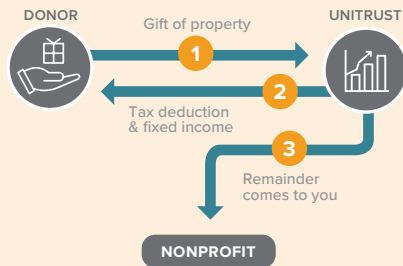 DONOR
UNITRUST
Gift of property
1
2
Tax deduction
& fixed income
3
Remainder
comes to you
NONPROFIT